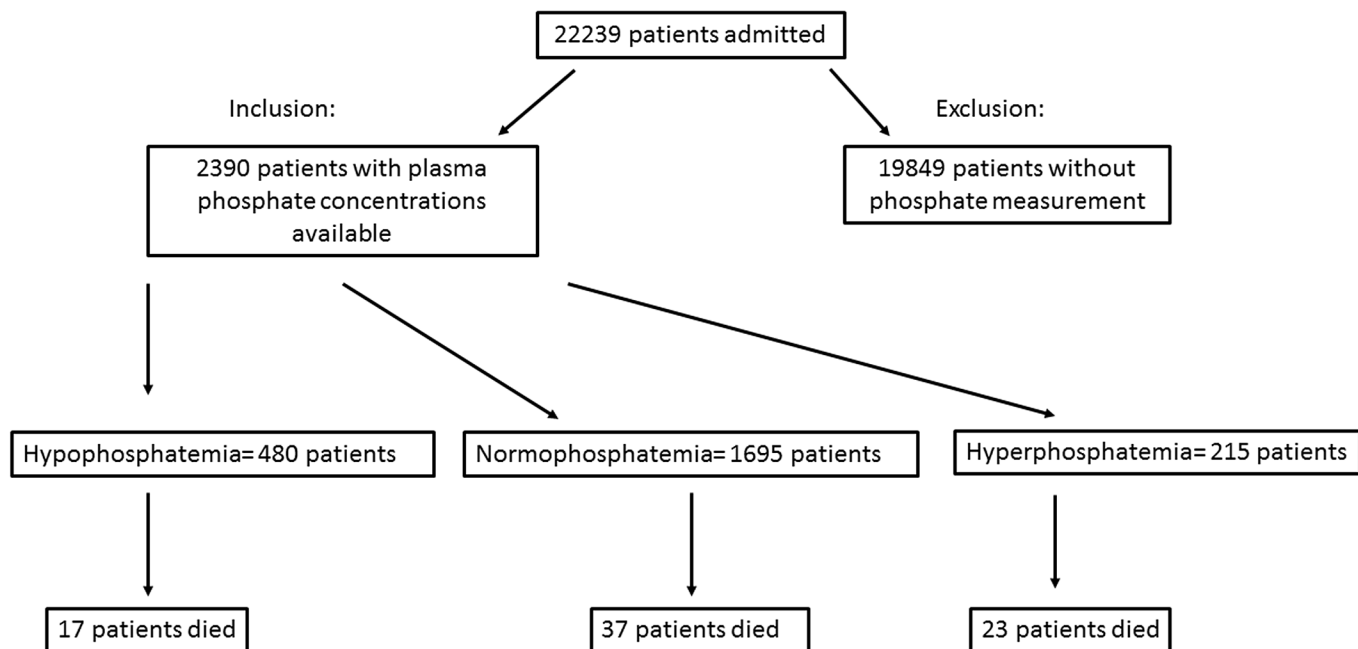 22239 patients admitted
Inclusion:
Exclusion:
2390 patients with plasma
phosphate concentrations
available
19849 patients without
phosphate measurement
Hypophosphatemia= 480 patients
Normophosphatemia= 1695 patients
Hyperphosphatemia= 215 patients
17 patients died
37 patients died
23 patients died